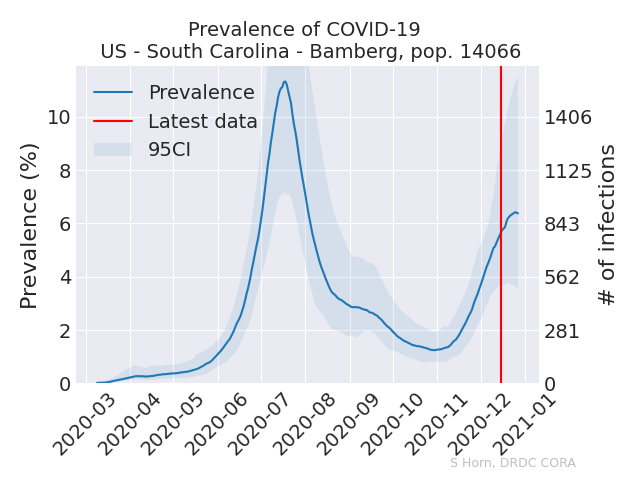 Prevalence of COVID-19
US - South Carolina - Bamberg, pop. 14066
Prevalence
Latest data
95CI
Prevalence (%)
10
8
6
4
2
0
1406
1125
843
562
281
0
# of infections
2020-03
2020-04
2020-05
2020-06
2020-07
2020-08
2020-09
2020-10
2020-11
2020-12
2021-01
S Horn, DRDC CORA